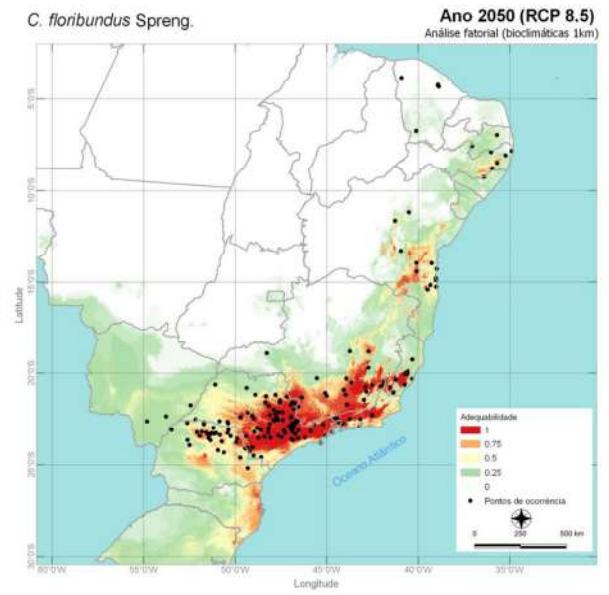 C. floribundus Spreng.
Ano 2050 (RCP 8.5)
Análise fatorial (bioclimáticas 1km)
5°0'S
10°0'S
15°0'S
20°0'S
25°0'S
30°0'S
Latitude
Oceano Atlântico
Adequabilidade
1
0.75
0.5
0.25
0
Pontos de ocorrência
0 250 500 km
60°0'W 55°0'W 50°0'W 45°0'W 40°0'W 35°0'W
Longitude